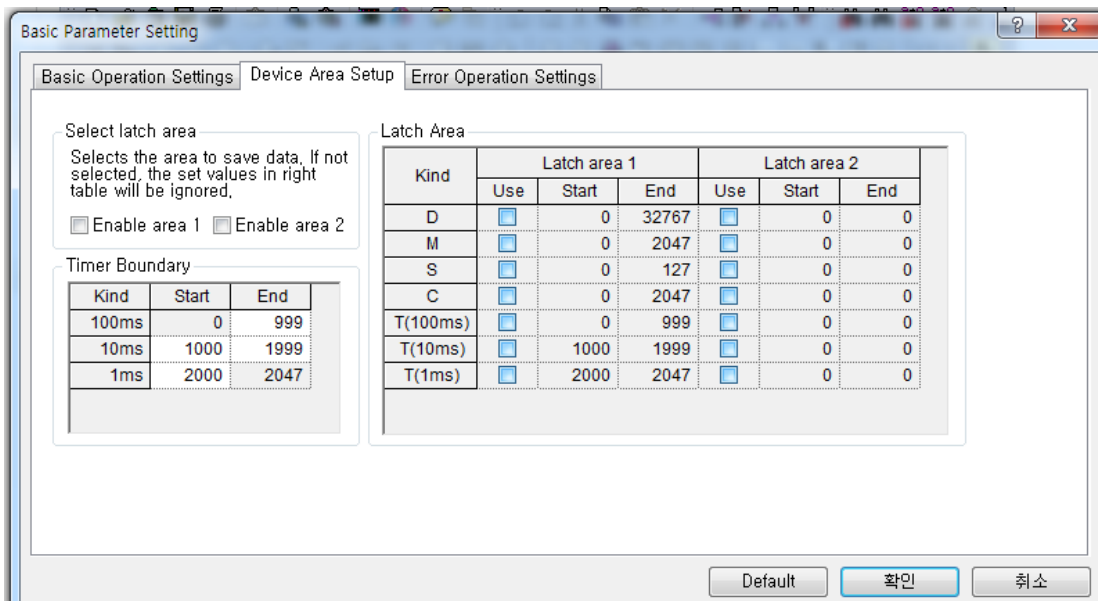 Basic Parameter Setting
Basic Operation Settings Device Area Setup Error Operation Settings
Select latch area
Selects the area to save data, If not
selected, the set values in right
table will be ignored,
Enable area 1 Enable area 2
Timer Boundary
Kind Start End
100ms 0 999
10ms 1000 1999
1ms 2000 2047
Latch Area
Kind Latch area 1 Latch area 2
Use Start End Use Start End
D 0 32767 0 0
M 0 2047 0 0
S 0 127 0 0
C 0 2047 0 0
T(100ms) 0 999 0 0
T(10ms) 1000 1999 0 0
T(1ms) 2000 2047 0 0
Default 확인 취소